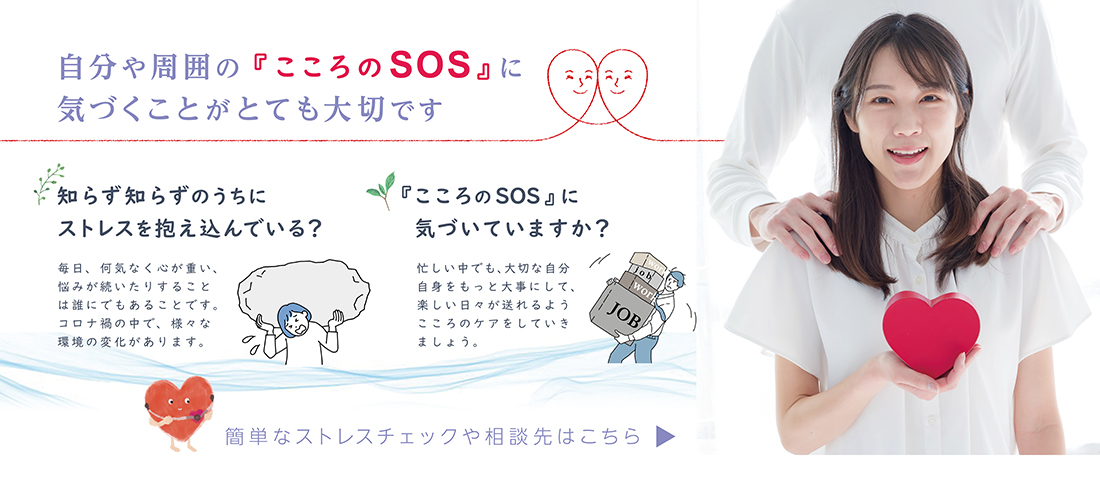 自分や周囲の『こころのSOS』に
気づくことがとても大切です
知らず知らずのうちに
ストレスを抱え込んでいる?
毎日、何気なく心が重い、
悩みが続いたりすること
は誰にでもあることです。
コロナ禍の中で、様々な
環境の変化があります。
『こころのSOS』に
気づいていますか?
忙しい中でも、大切な自分
自身をもっと大事にして、
楽しい日々が送れるよう
こころのケアをしていき
ましょう。
Job
wor
JOB
簡単なストレスチェックや相談先はこちら